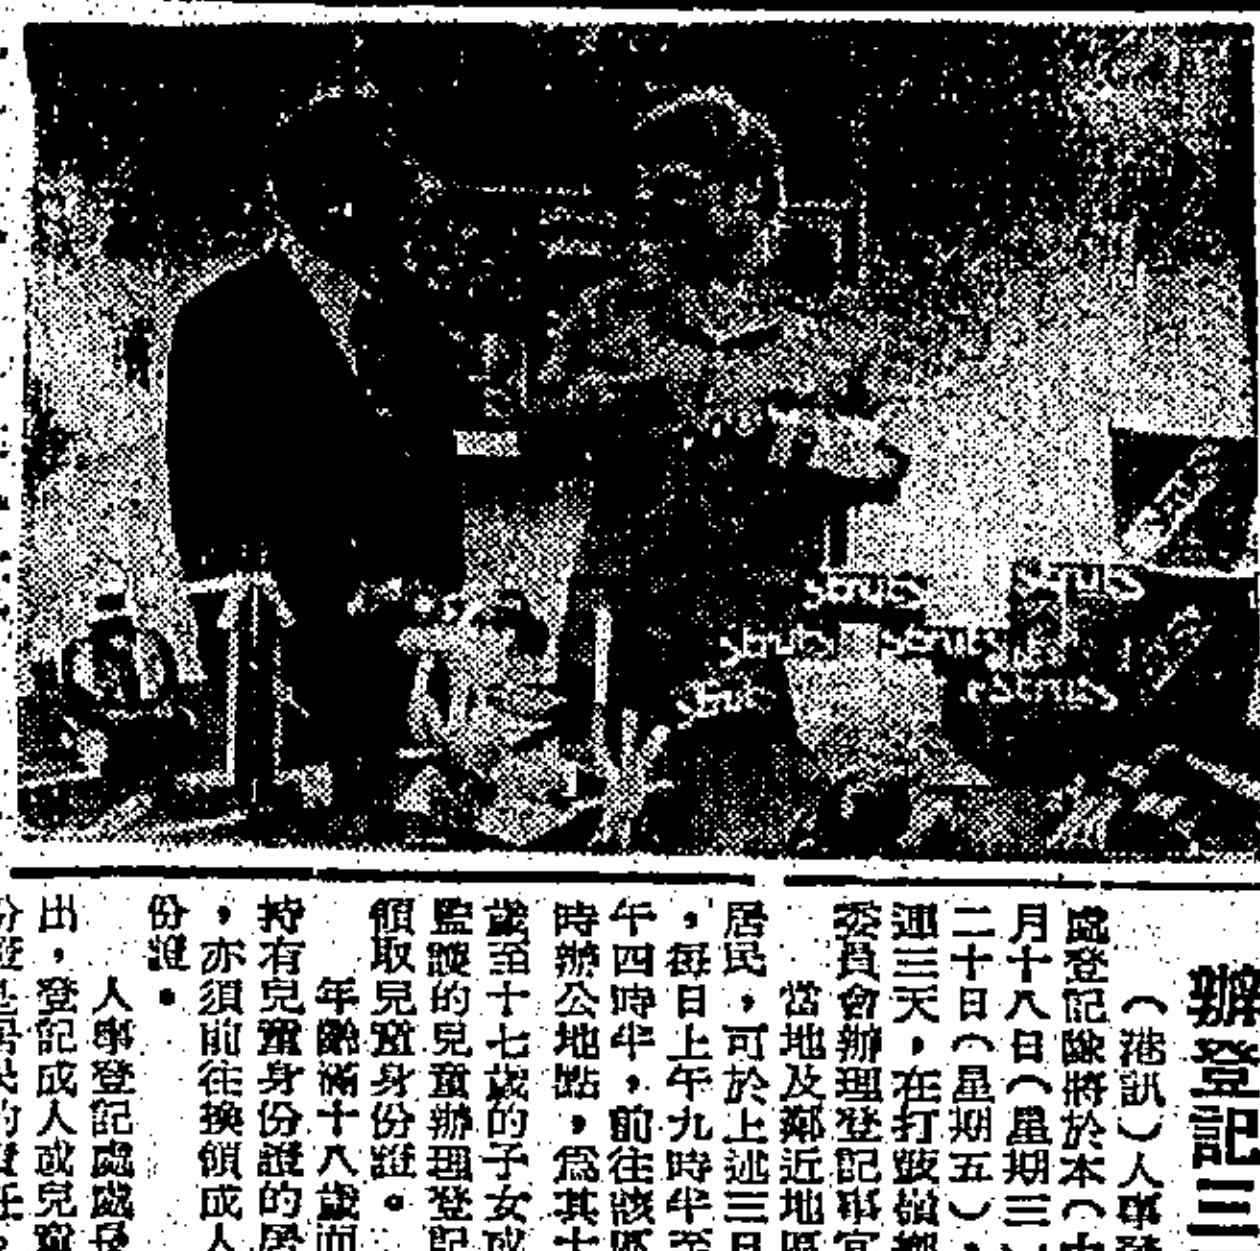 辦登記三
(港訊)人事登
處登記隊將於本(十
月十八日(星期三)
二十日(星期五)
連三天，在打鼓嶺鄉
委員會辦理登記事宜
當地及鄰近地區
居民，可於上述三日
，每日上午九時半至
午四時半，前往該區
時辦公地點，為其十
歲至十七歲的子女或
監護的兒童辦理登記
領取兒童身份證。
年齡滿十八歲而
持有兒童身份證的居
，亦須前往換領成人
份證。
人事登記處處長
出，登記成人或兒童
份證是居民的責任。